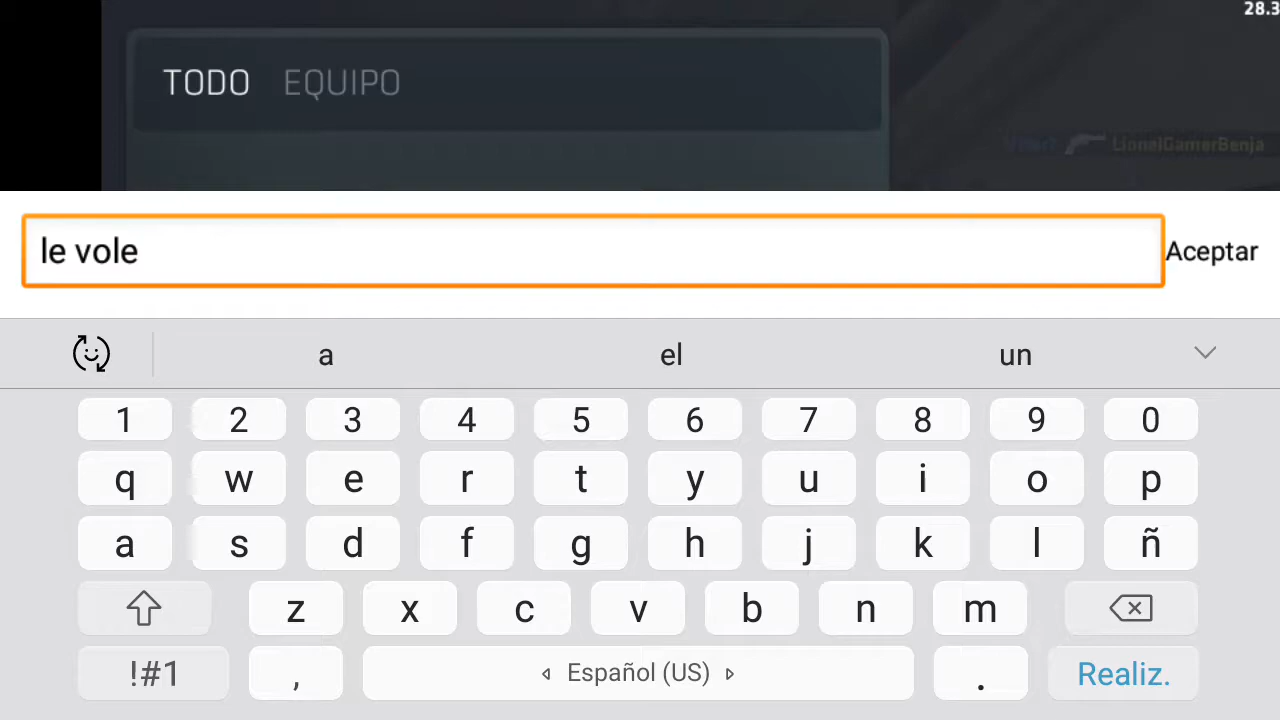 28.3
TODO EQUIPO
LionelGamerBenja
le vole
Aceptar
a el un
1 2 3 4 5 6 7 8 9 0
q w e r t y u i o p
a s d f g h j k l ñ
z x c v b n m
!#1 , Español (US) . Realiz.